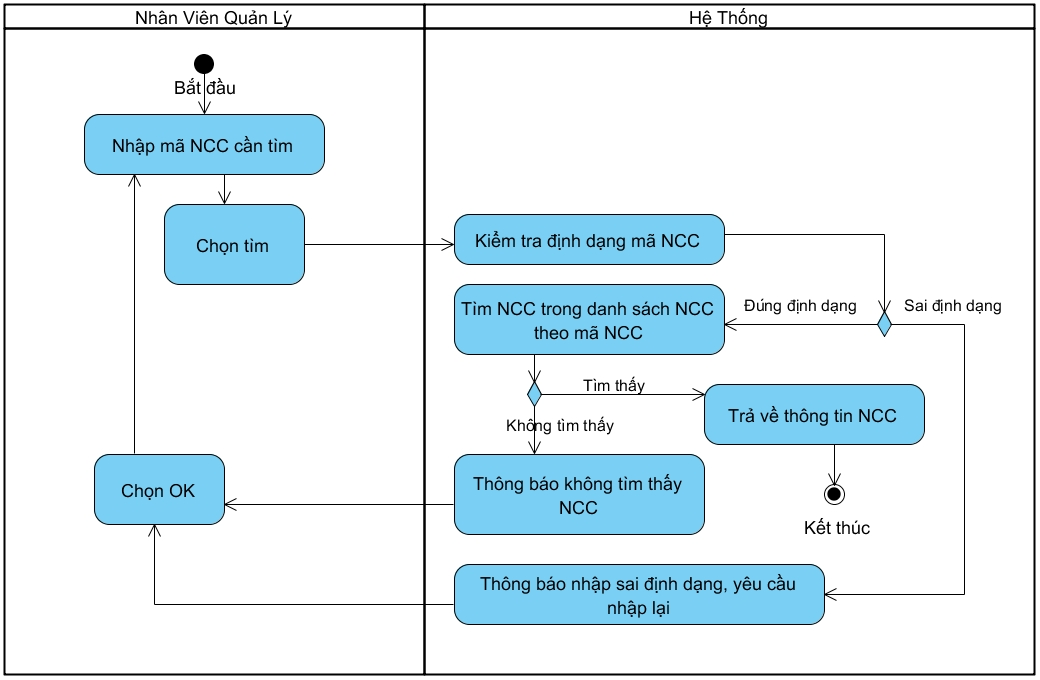 Nhân Viên Quản Lý
Hệ Thống
Bắt đầu
Nhập mã NCC cần tìm
Chọn tìm
Kiểm tra định dạng mã NCC
Tìm NCC trong danh sách NCC
theo mã NCC
Đúng định dạng
Sai định dạng
Tìm thấy
Trả về thông tin NCC
Không tìm thấy
Chọn OK
Thông báo không tìm thấy
NCC
Kết thúc
Thông báo nhập sai định dạng, yêu cầu
nhập lại